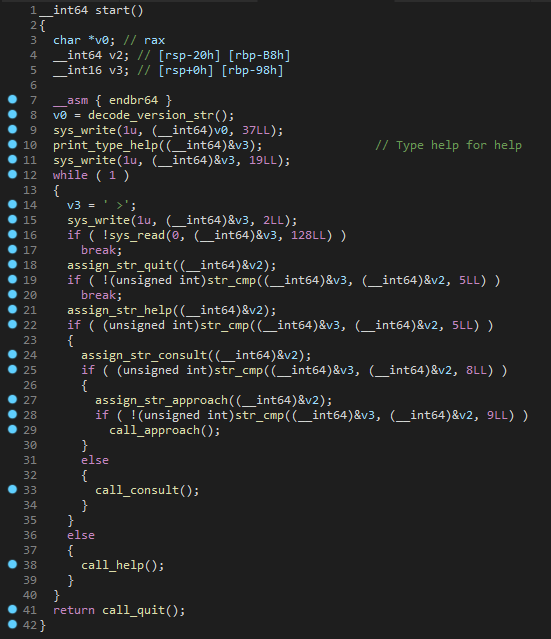 1 __int64 start()
2 {
3 char *v0; // rax
4 __int64 v2; // [rsp-20h] [rbp-B8h]
5 __int16 v3; // [rsp+0h] [rbp-98h]
6
7 __asm { endbr64 }
8 v0 = decode_version_str();
9 sys_write(1u, (__int64)v0, 37LL);
10 print_type_help((__int64)&v3); // Type help for help
11 sys_write(1u, (__int64)&v3, 19LL);
12 while ( 1 )
13 {
14 v3 = ' >';
15 sys_write(1u, (__int64)&v3, 2LL);
16 if ( !sys_read(0, (__int64)&v3, 128LL) )
17 break;
18 assign_str_quit((__int64)&v2);
19 if ( !(unsigned int)str_cmp((__int64)&v3, (__int64)&v2, 5LL) )
20 break;
21 assign_str_help((__int64)&v2);
22 if ( (unsigned int)str_cmp((__int64)&v3, (__int64)&v2, 5LL) )
23 {
24 assign_str_consult((__int64)&v2);
25 if ( (unsigned int)str_cmp((__int64)&v3, (__int64)&v2, 8LL) )
26 {
27 assign_str_approach((__int64)&v2);
28 if ( !(unsigned int)str_cmp((__int64)&v3, (__int64)&v2, 9LL) )
29 call_approach();
30 }
31 else
32 {
33 call_consult();
34 }
35 }
36 else
37 {
38 call_help();
39 }
40 }
41 return call_quit();
42 }